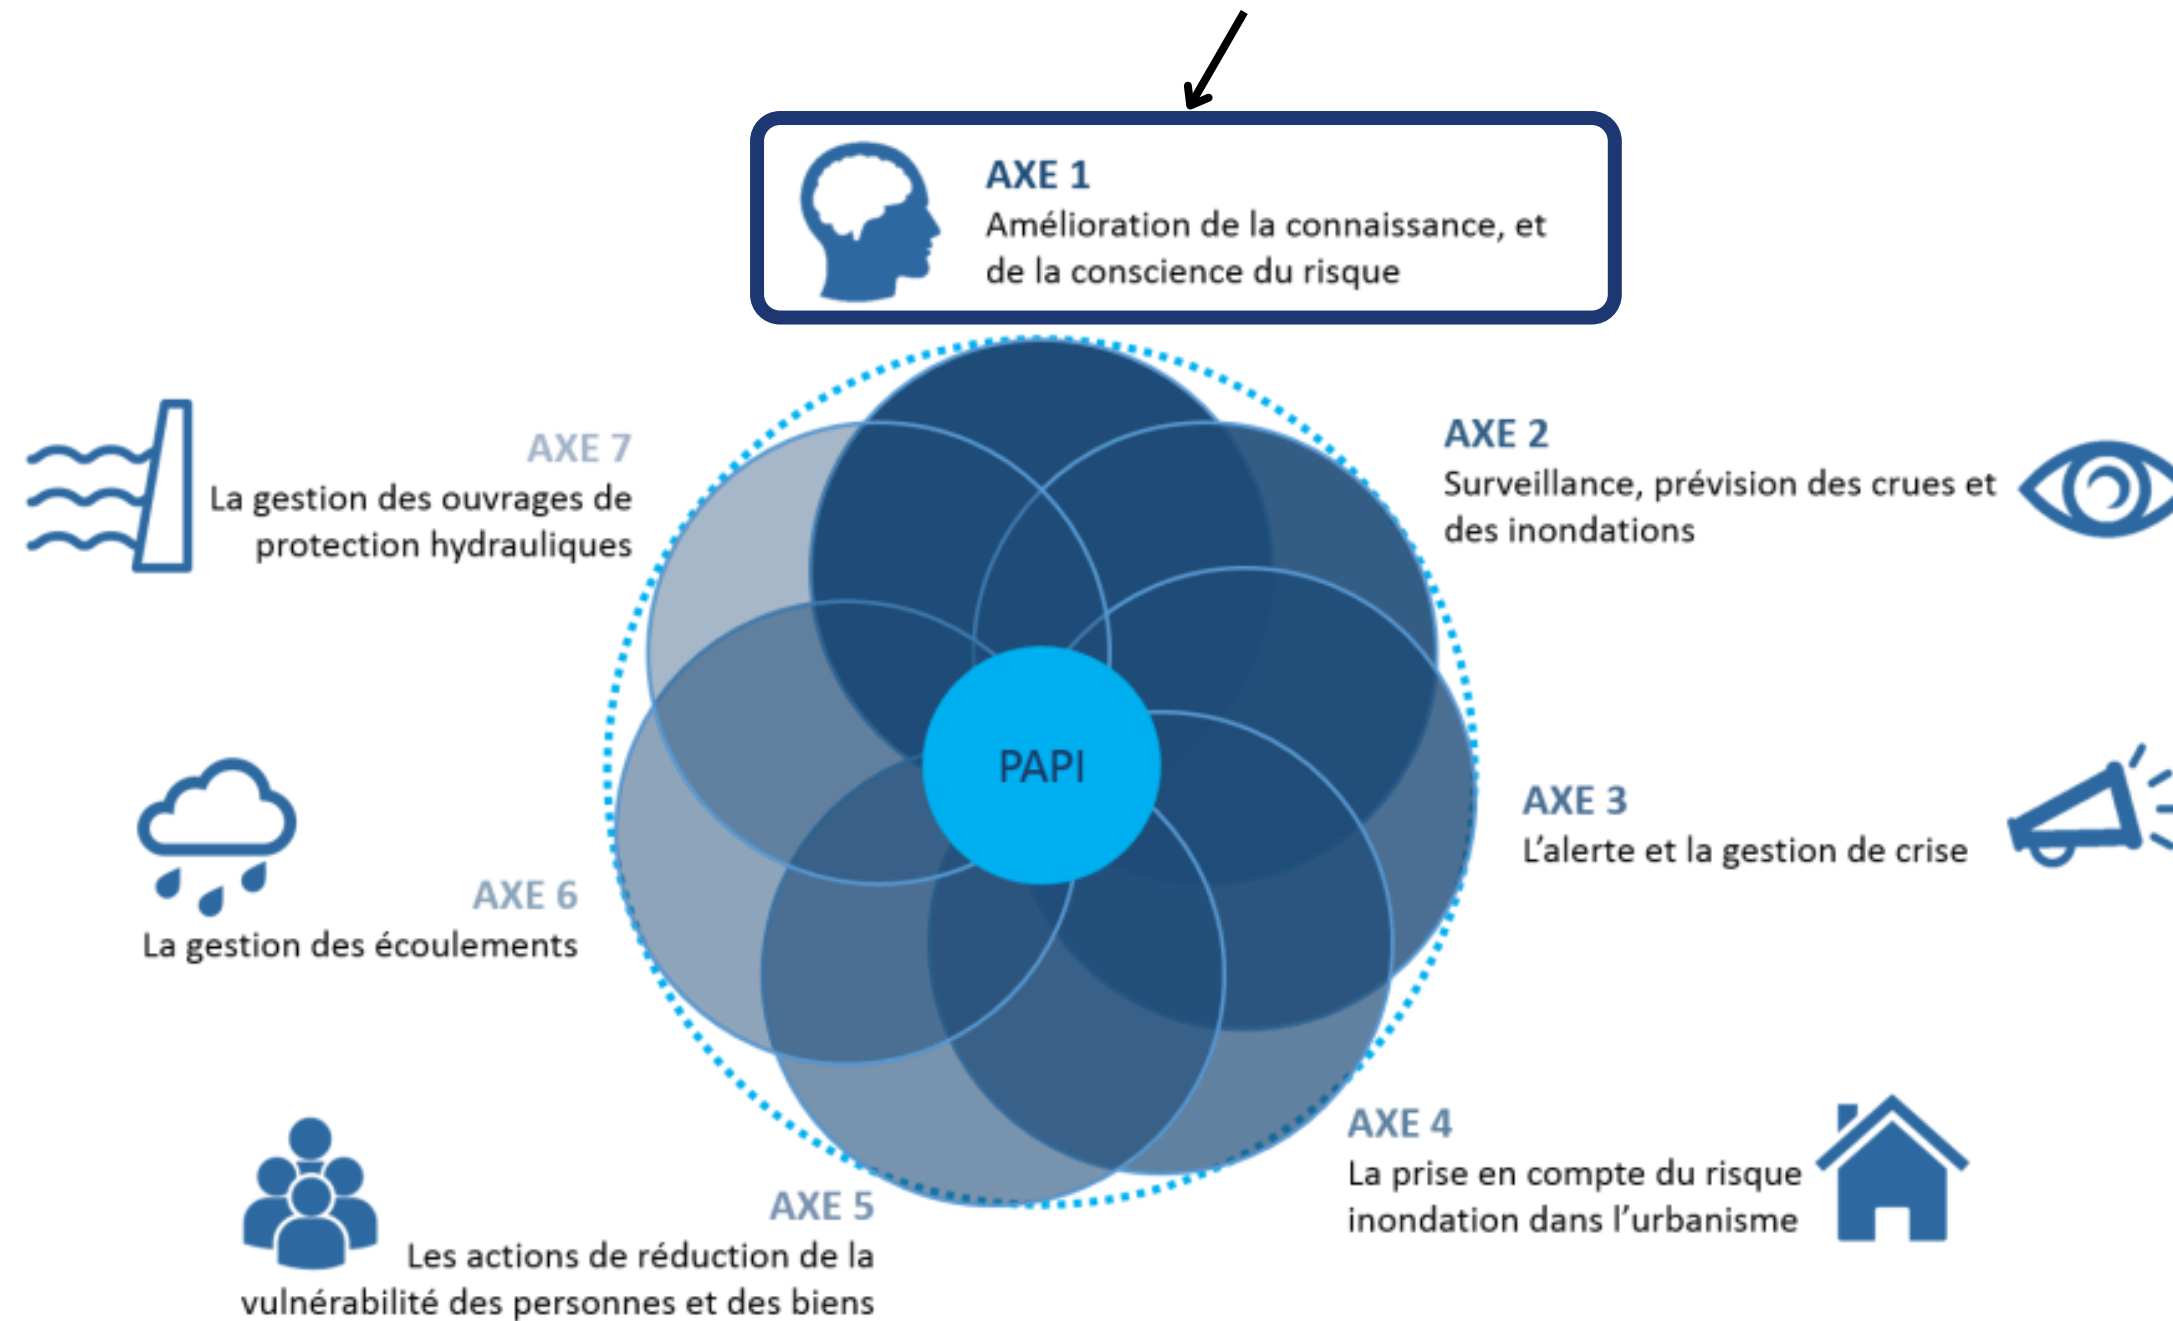 AXE 1
Amélioration de la connaissance, et
de la conscience du risque
AXE 2
Surveillance, prévision des crues et
des inondations
AXE 3
L'alerte et la gestion de crise
AXE 4
La prise en compte du risque
inondation dans l'urbanisme
AXE 5
Les actions de réduction de la
vulnérabilité des personnes et des biens
AXE 6
La gestion des écoulements
AXE 7
La gestion des ouvrages de
protection hydrauliques
PAPI